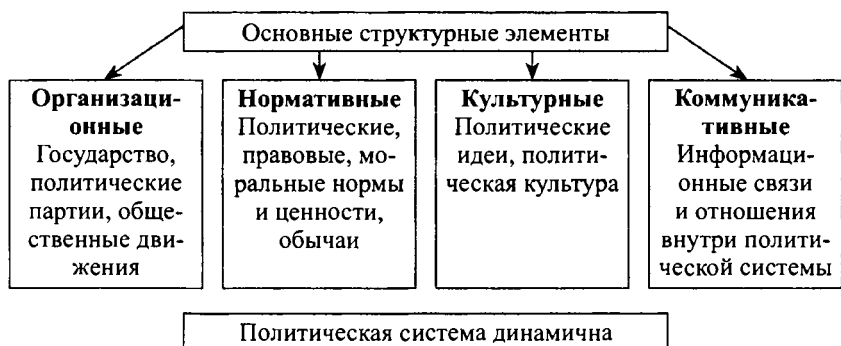 Основные структурные элементы
Организаци-
онные
Государство,
политические
партии, обще-
ственные дви-
жения
Нормативные
Политические,
правовые, мо-
ральные нормы
и ценности,
обычаи
Культурные
Политические
идеи, полити-
ческая культура
Коммуника-
тивные
Информаци-
онные связи
и отношения
внутри полити-
ческой системы
Политическая система динамична